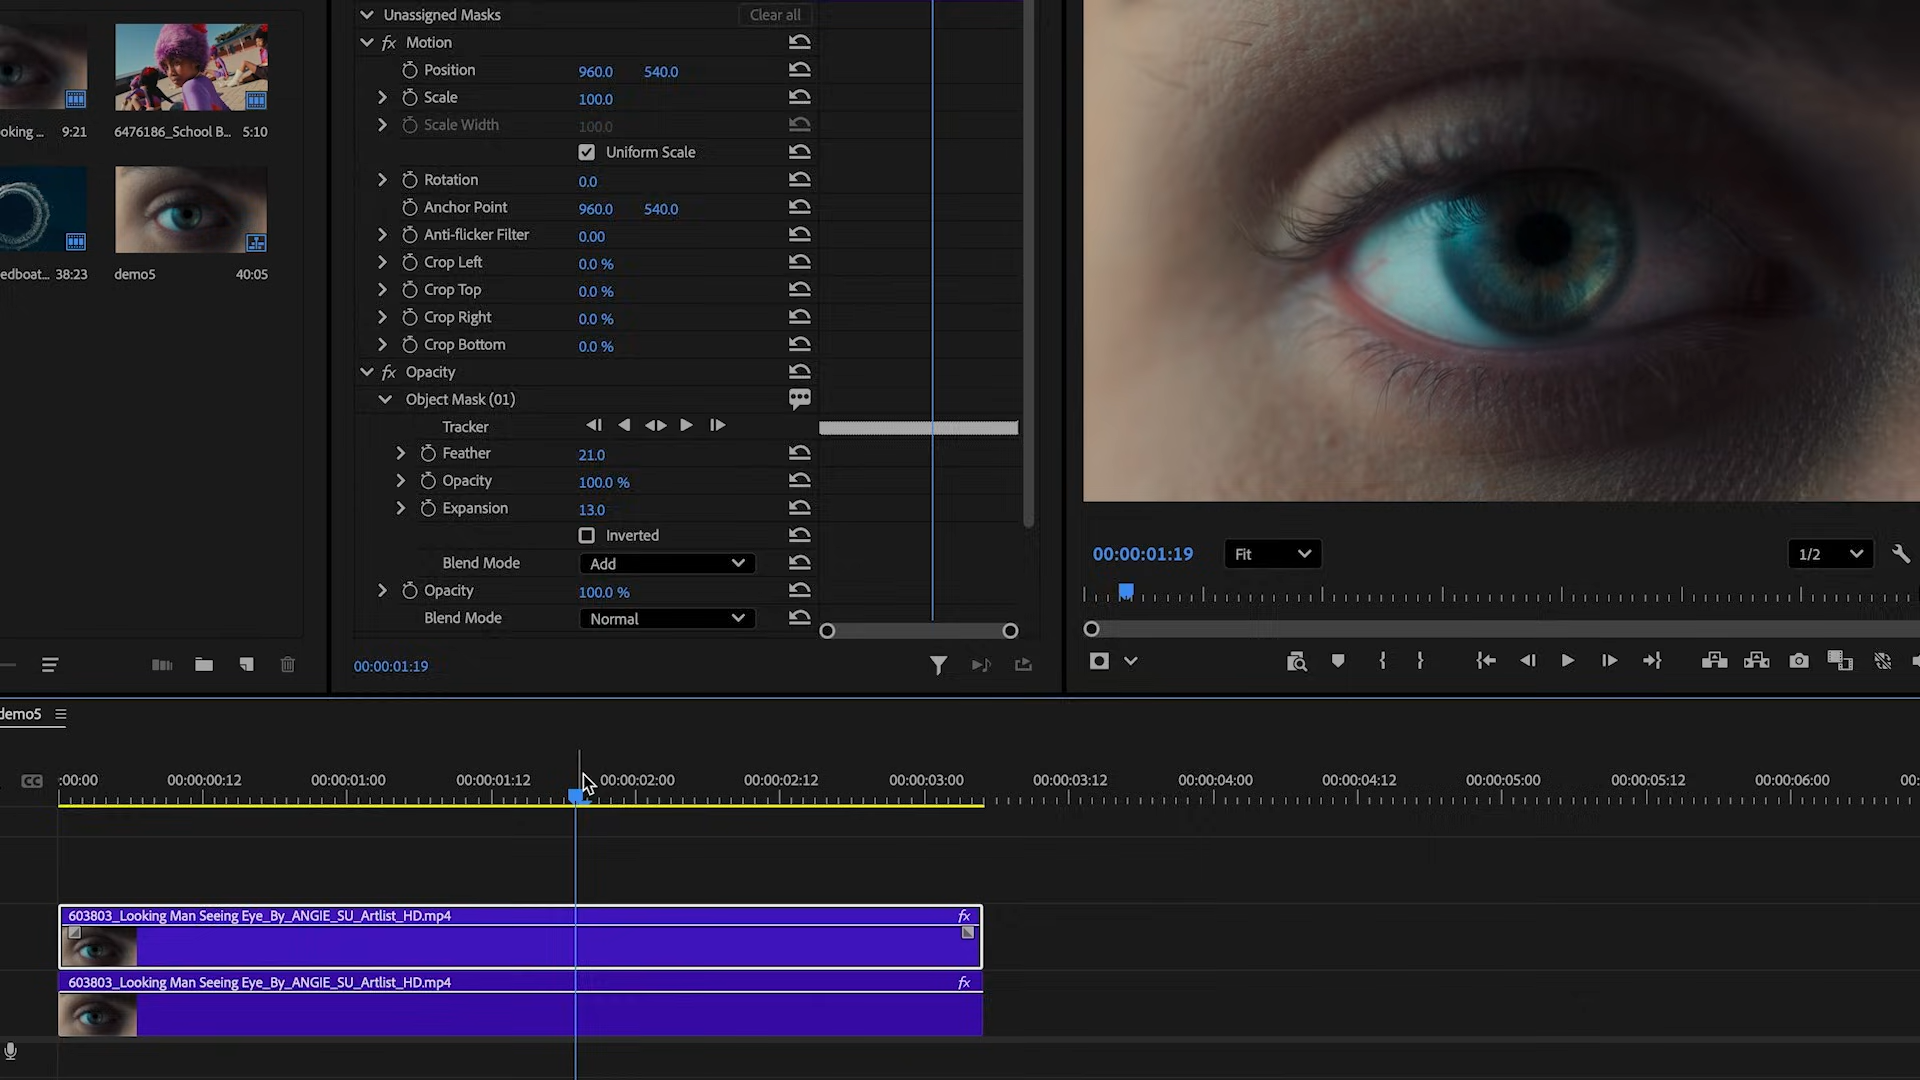 Unassigned Masks
Clear all
fx Motion
Position 960.0 540.0
Scale 100.0
Scale Width 100.0
Uniform Scale
Rotation 0.0
Anchor Point 960.0 540.0
Anti-flicker Filter 0.00
Crop Left 0.0 %
Crop Top 0.0 %
Crop Right 0.0 %
Crop Bottom 0.0 %
fx Opacity
Object Mask (01)
Tracker
Feather 21.0
Opacity 100.0 %
Expansion 13.0
Inverted
Blend Mode Add
Opacity 100.0 %
Blend Mode Normal
00:00:01:19
oking ... 9:21
6476186_School B... 5:10
edboat... 38:23
demo5 40:05
00:00:01:19 Fit 1/2
demo5
CC
:00:00 00:00:00:12 00:00:01:00 00:00:01:12 00:00:02:00 00:00:02:12 00:00:03:00 00:00:03:12 00:00:04:00 00:00:04:12 00:00:05:00 00:00:05:12 00:00:06:00 00:
603803_Looking Man Seeing Eye_By_ANGIE_SU_Artlist_HD.mp4 fx
603803_Looking Man Seeing Eye_By_ANGIE_SU_Artlist_HD.mp4 fx